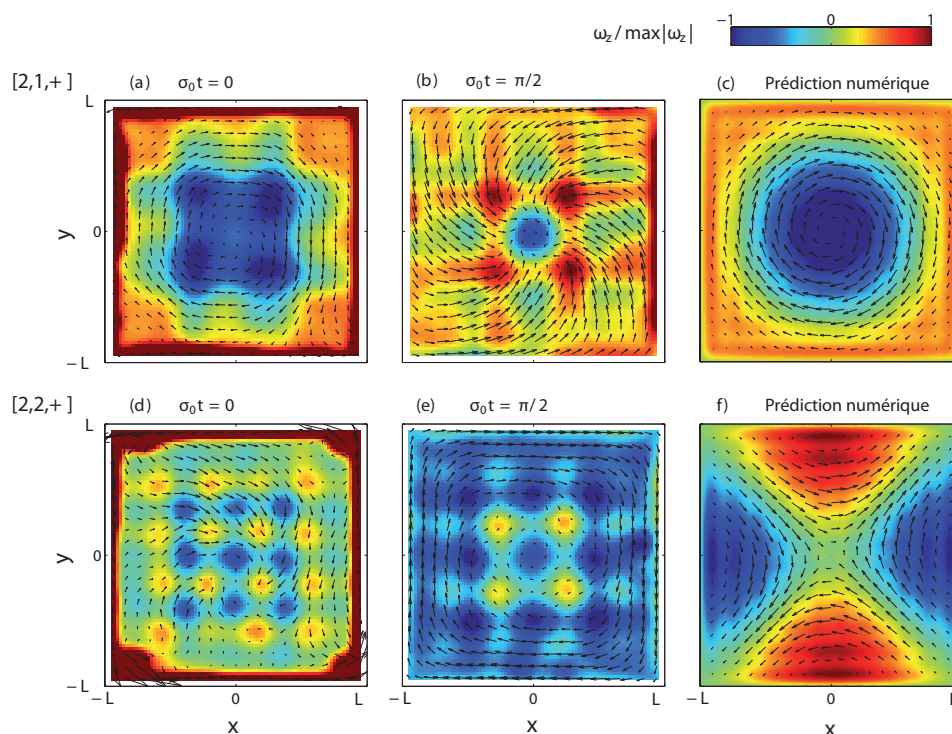 ω_z / max|ω_z|
−1 0 1
[2,1,+] (a) σ₀t = 0 (b) σ₀t = π/2 (c) Prédiction numérique
L
y
0
−L
[2,2,+] (d) σ₀t = 0 (e) σ₀t = π/2 f) Prédiction numérique
L
y
0
−L
−L 0 L −L 0 L −L 0 L
x x x